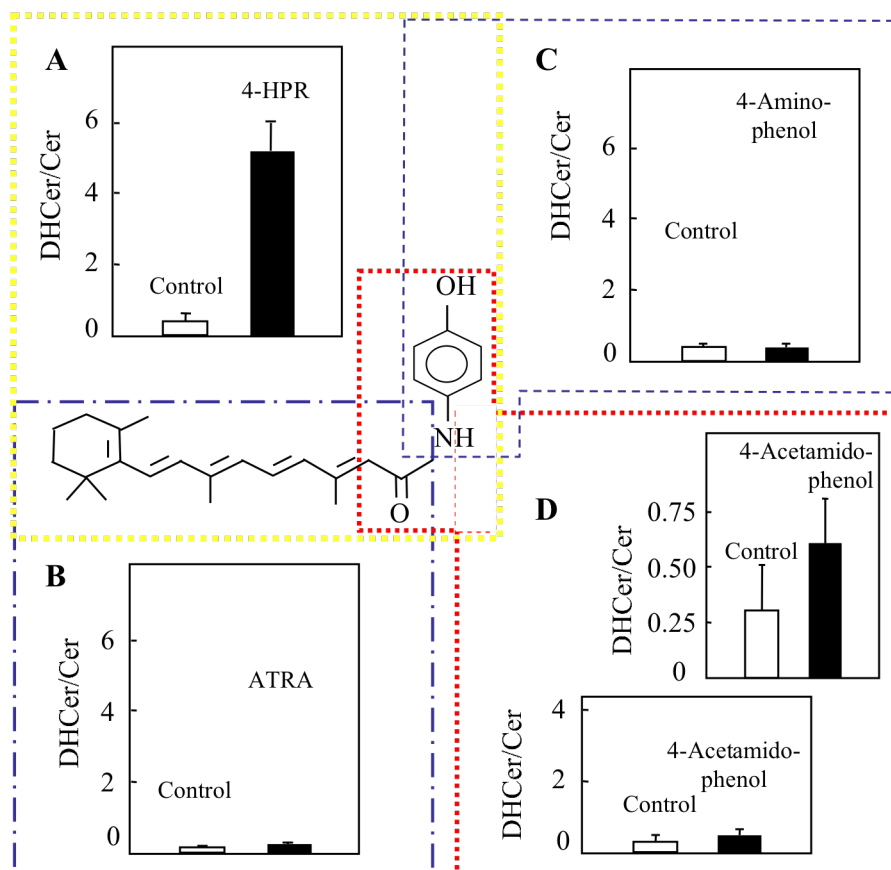 A
4-HPR
DHCer/Cer
6
4
2
0
Control
C
4-Amino-
phenol
DHCer/Cer
6
4
2
0
Control
OH
NH
O
B
DHCer/Cer
6
4
2
0
ATRA
Control
D
4-Acetamido-
phenol
DHCer/Cer
0.75
0.50
0.25
0
Control
DHCer/Cer
4
2
0
4-Acetamido-
phenol
Control